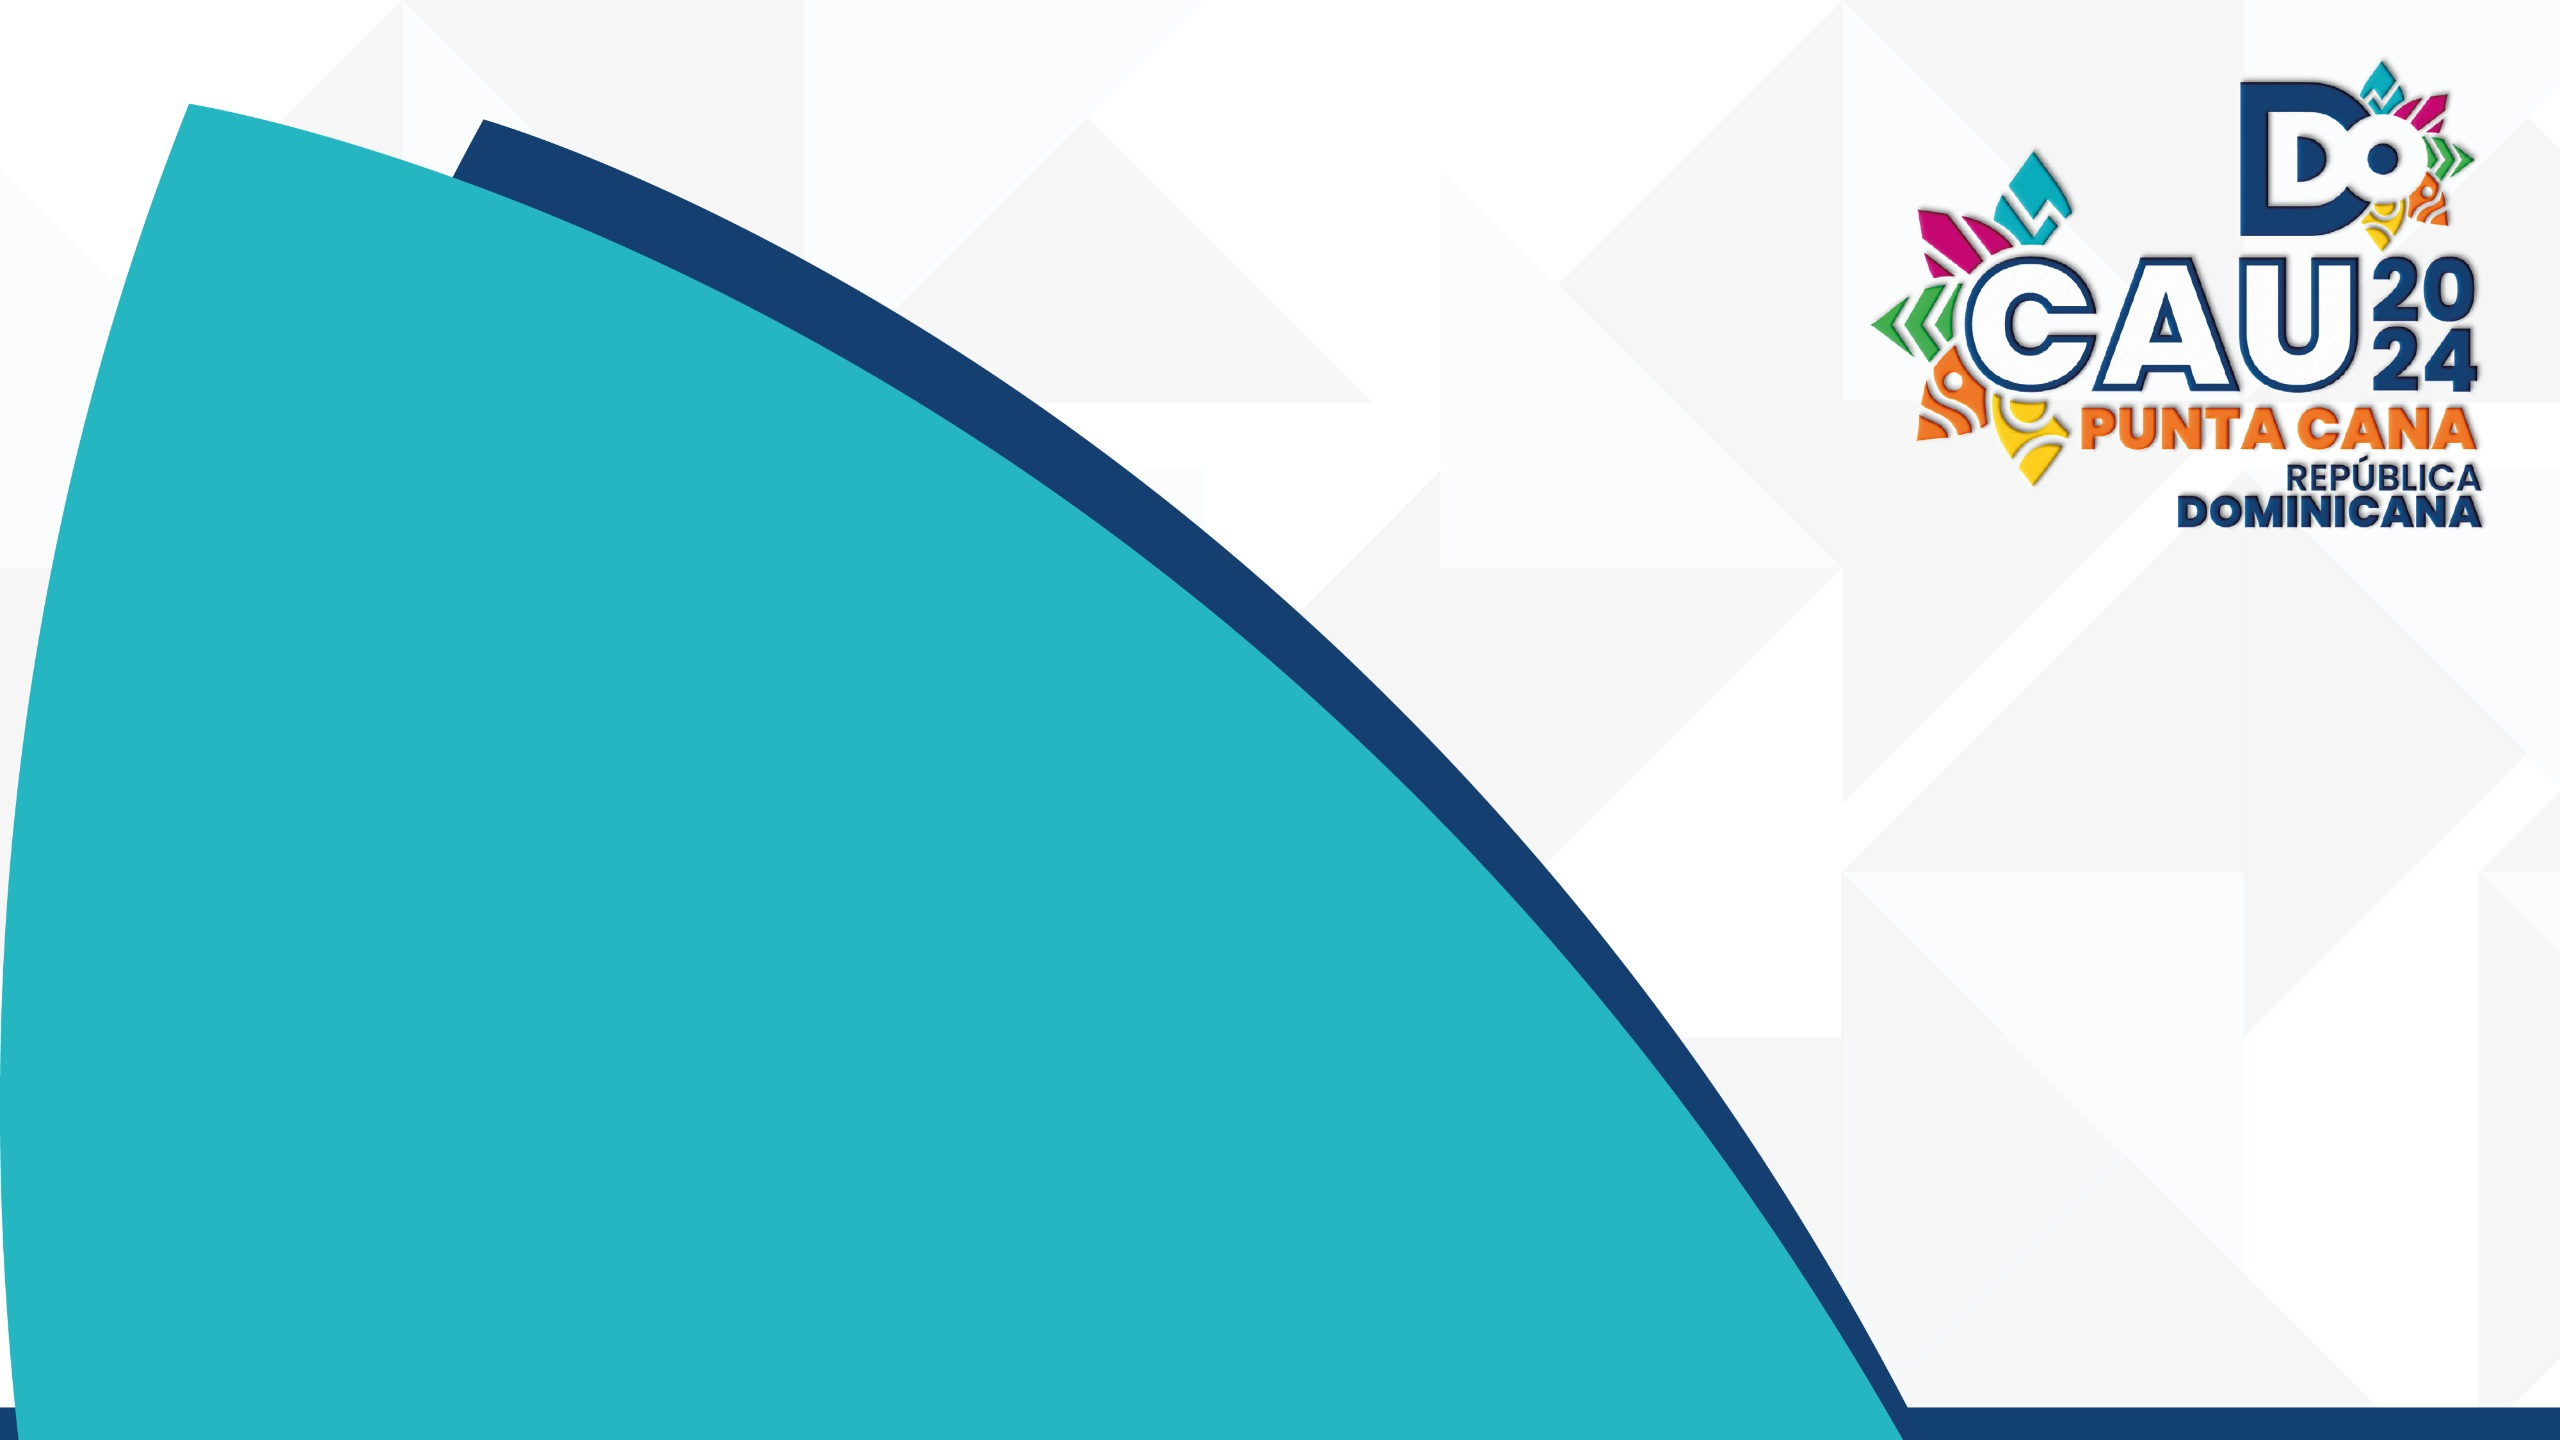 DO
CAU 20
24
PUNTA CANA
REPÚBLICA
DOMINICANA